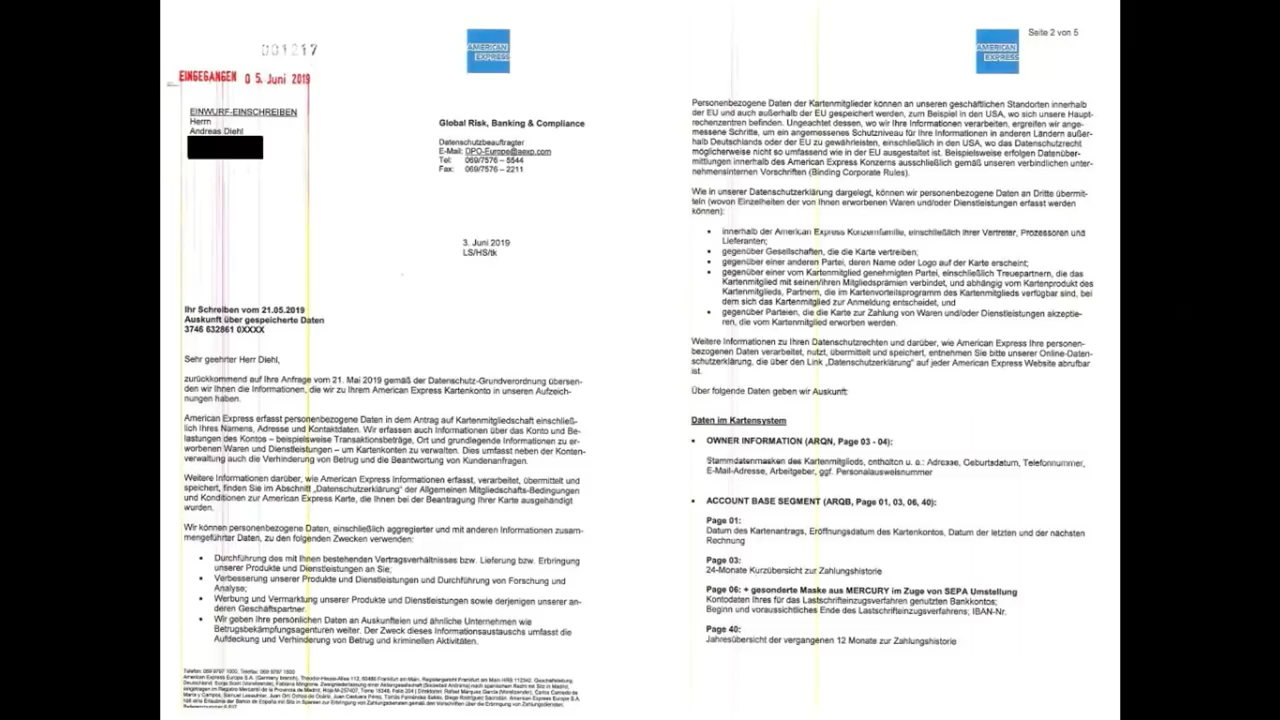 001217
AMERICAN
EXPRESS
EINGEGANGEN 0 5. Juni 2019
EINWURF-EINSCHREIBEN
Herrn
Andreas Diehl
Global Risk, Banking & Compliance
Datenschutzbeauftragter
E-Mail: DPO-Europe@aexp.com
Tel: 069/7576 – 5544
Fax: 069/7576 – 2211
3. Juni 2019
LS/HS/tk
Ihr Schreiben vom 21.05.2019
Auskunft über gespeicherte Daten
3746 632861 0XXXX
Sehr geehrter Herr Diehl,
zurückkommend auf Ihre Anfrage vom 21. Mai 2019 gemäß der Datenschutz-Grundverordnung übersen-
den wir Ihnen die Informationen, die wir zu Ihrem American Express Kartenkonto in unseren Aufzeich-
nungen haben.
American Express erfasst personenbezogene Daten in dem Antrag auf Kartenmitgliedschaft einschließ-
lich Ihres Namens, Adresse und Kontaktdaten. Wir erfassen auch Informationen über das Konto und Be-
lastungen des Kontos – beispielsweise Transaktionsbeträge, Ort und grundlegende Informationen zu er-
worbenen Waren und Dienstleistungen – um Kartenkonten zu verwalten. Dies umfasst neben der Konten-
verwaltung auch die Verhinderung von Betrug und die Beantwortung von Kundenanfragen.
Weitere Informationen darüber, wie American Express Informationen erfasst, verarbeitet, übermittelt und
speichert, finden Sie im Abschnitt „Datenschutzerklärung" der Allgemeinen Mitgliedschafts-Bedingungen
und Konditionen zur American Express Karte, die Ihnen bei der Beantragung Ihrer Karte ausgehändigt
wurden.
Wir können personenbezogene Daten, einschließlich aggregierter und mit anderen Informationen zusam-
mengeführter Daten, zu den folgenden Zwecken verwenden:
• Durchführung des mit Ihnen bestehenden Vertragsverhältnisses bzw. Lieferung bzw. Erbringung
unserer Produkte und Dienstleistungen an Sie;
• Verbesserung unserer Produkte und Dienstleistungen und Durchführung von Forschung und
Analyse;
• Werbung und Vermarktung unserer Produkte und Dienstleistungen sowie derjenigen unserer an-
deren Geschäftspartner.
• Wir geben Ihre persönlichen Daten an Auskunfteien und ähnliche Unternehmen wie
Betrugsbekämpfungsagenturen weiter. Der Zweck dieses Informationsaustauschs umfasst die
Aufdeckung und Verhinderung von Betrug und kriminellen Aktivitäten.
American Express Europe S.A. (Germany branch), Theodor-Heuss-Allee 112, 60486 Frankfurt am Main, Registergericht Frankfurt am Main HRB 112342.
AMERICAN
EXPRESS
Seite 2 von 5
Personenbezogene Daten der Kartenmitglieder können an unseren geschäftlichen Standorten innerhalb
der EU und auch außerhalb der EU gespeichert werden, zum Beispiel in den USA, wo sich unsere Haupt-
rechenzentren befinden. Ungeachtet dessen, wo wir Ihre Informationen verarbeiten, ergreifen wir ange-
messene Schritte, um ein angemessenes Schutzniveau für Ihre Informationen in anderen Ländern außer-
halb Deutschlands oder der EU zu gewährleisten, einschließlich in den USA, wo das Datenschutzrecht
möglicherweise nicht so umfassend wie in der EU ausgestaltet ist. Beispielsweise erfolgen Datenüber-
mittlungen innerhalb des American Express Konzerns ausschließlich gemäß unseren verbindlichen unter-
nehmensinternen Vorschriften (Binding Corporate Rules).
Wie in unserer Datenschutzerklärung dargelegt, können wir personenbezogene Daten an Dritte übermit-
teln (wovon Einzelheiten der von Ihnen erworbenen Waren und/oder Dienstleistungen erfasst werden
können):
• innerhalb der American Express Konzernfamilie, einschließlich ihrer Vertreter, Prozessoren und
Lieferanten;
• gegenüber Gesellschaften, die die Karte vertreiben;
• gegenüber einer anderen Partei, deren Name oder Logo auf der Karte erscheint;
• gegenüber einer vom Kartenmitglied genehmigten Partei, einschließlich Treuepartnern, die das
Kartenmitglied mit seinen/ihren Mitgliedsprämien verbindet, und abhängig vom Kartenprodukt des
Kartenmitglieds, Partnern, die im Kartenvorteilsprogramm des Kartenmitglieds verfügbar sind, bei
dem sich das Kartenmitglied zur Anmeldung entscheidet, und
• gegenüber Parteien, die die Karte zur Zahlung von Waren und/oder Dienstleistungen akzeptie-
ren, die vom Kartenmitglied erworben werden.
Weitere Informationen zu Ihren Datenschutzrechten und darüber, wie American Express Ihre personen-
bezogenen Daten verarbeitet, nutzt, übermittelt und speichert, entnehmen Sie bitte unserer Online-Daten-
schutzerklärung, die über den Link „Datenschutzerklärung" auf jeder American Express Website abrufbar
ist.
Über folgende Daten geben wir Auskunft:
Daten im Kartensystem
• OWNER INFORMATION (ARQN, Page 03 - 04):
Stammdatenmasken des Kartenmitglieds, enthalten u. a.: Adresse, Geburtsdatum, Telefonnummer,
E-Mail-Adresse, Arbeitgeber, ggf. Personalausweisnummer
• ACCOUNT BASE SEGMENT (ARQB, Page 01, 03, 06, 40):
Page 01:
Datum des Kartenantrags, Eröffnungsdatum des Kartenkontos, Datum der letzten und der nächsten
Rechnung
Page 03:
24-Monate Kurzübersicht zu Zahlungshistorie
Page 06: + gesonderte Maske aus MERCURY im Zuge von SEPA Umstellung
Kontodaten Ihres für das Lastschrifteinzugsverfahren genutzten Bankkontos;
Beginn und voraussichtliches Ende des Lastschrifteinzugsverfahrens; IBAN-Nr.
Page 40:
Jahresübersicht der vergangenen 12 Monate zur Zahlungshistorie